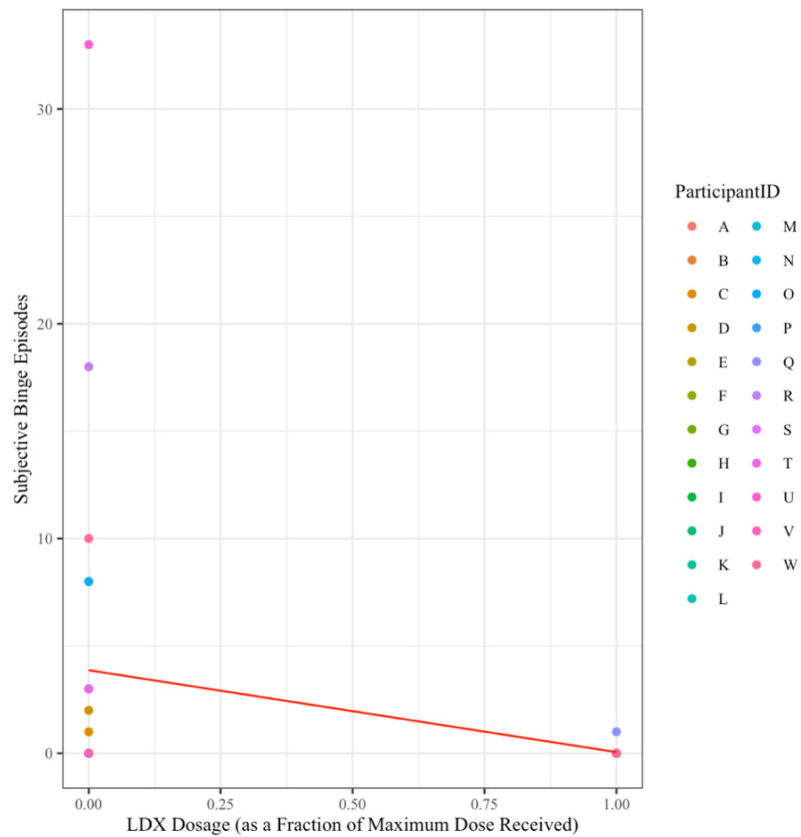 Subjective Binge Episodes
30
20
10
0
0.00 0.25 0.50 0.75 1.00
LDX Dosage (as a Fraction of Maximum Dose Received)
ParticipantID
A M
B N
C O
D P
E Q
F R
G S
H T
I U
J V
K W
L